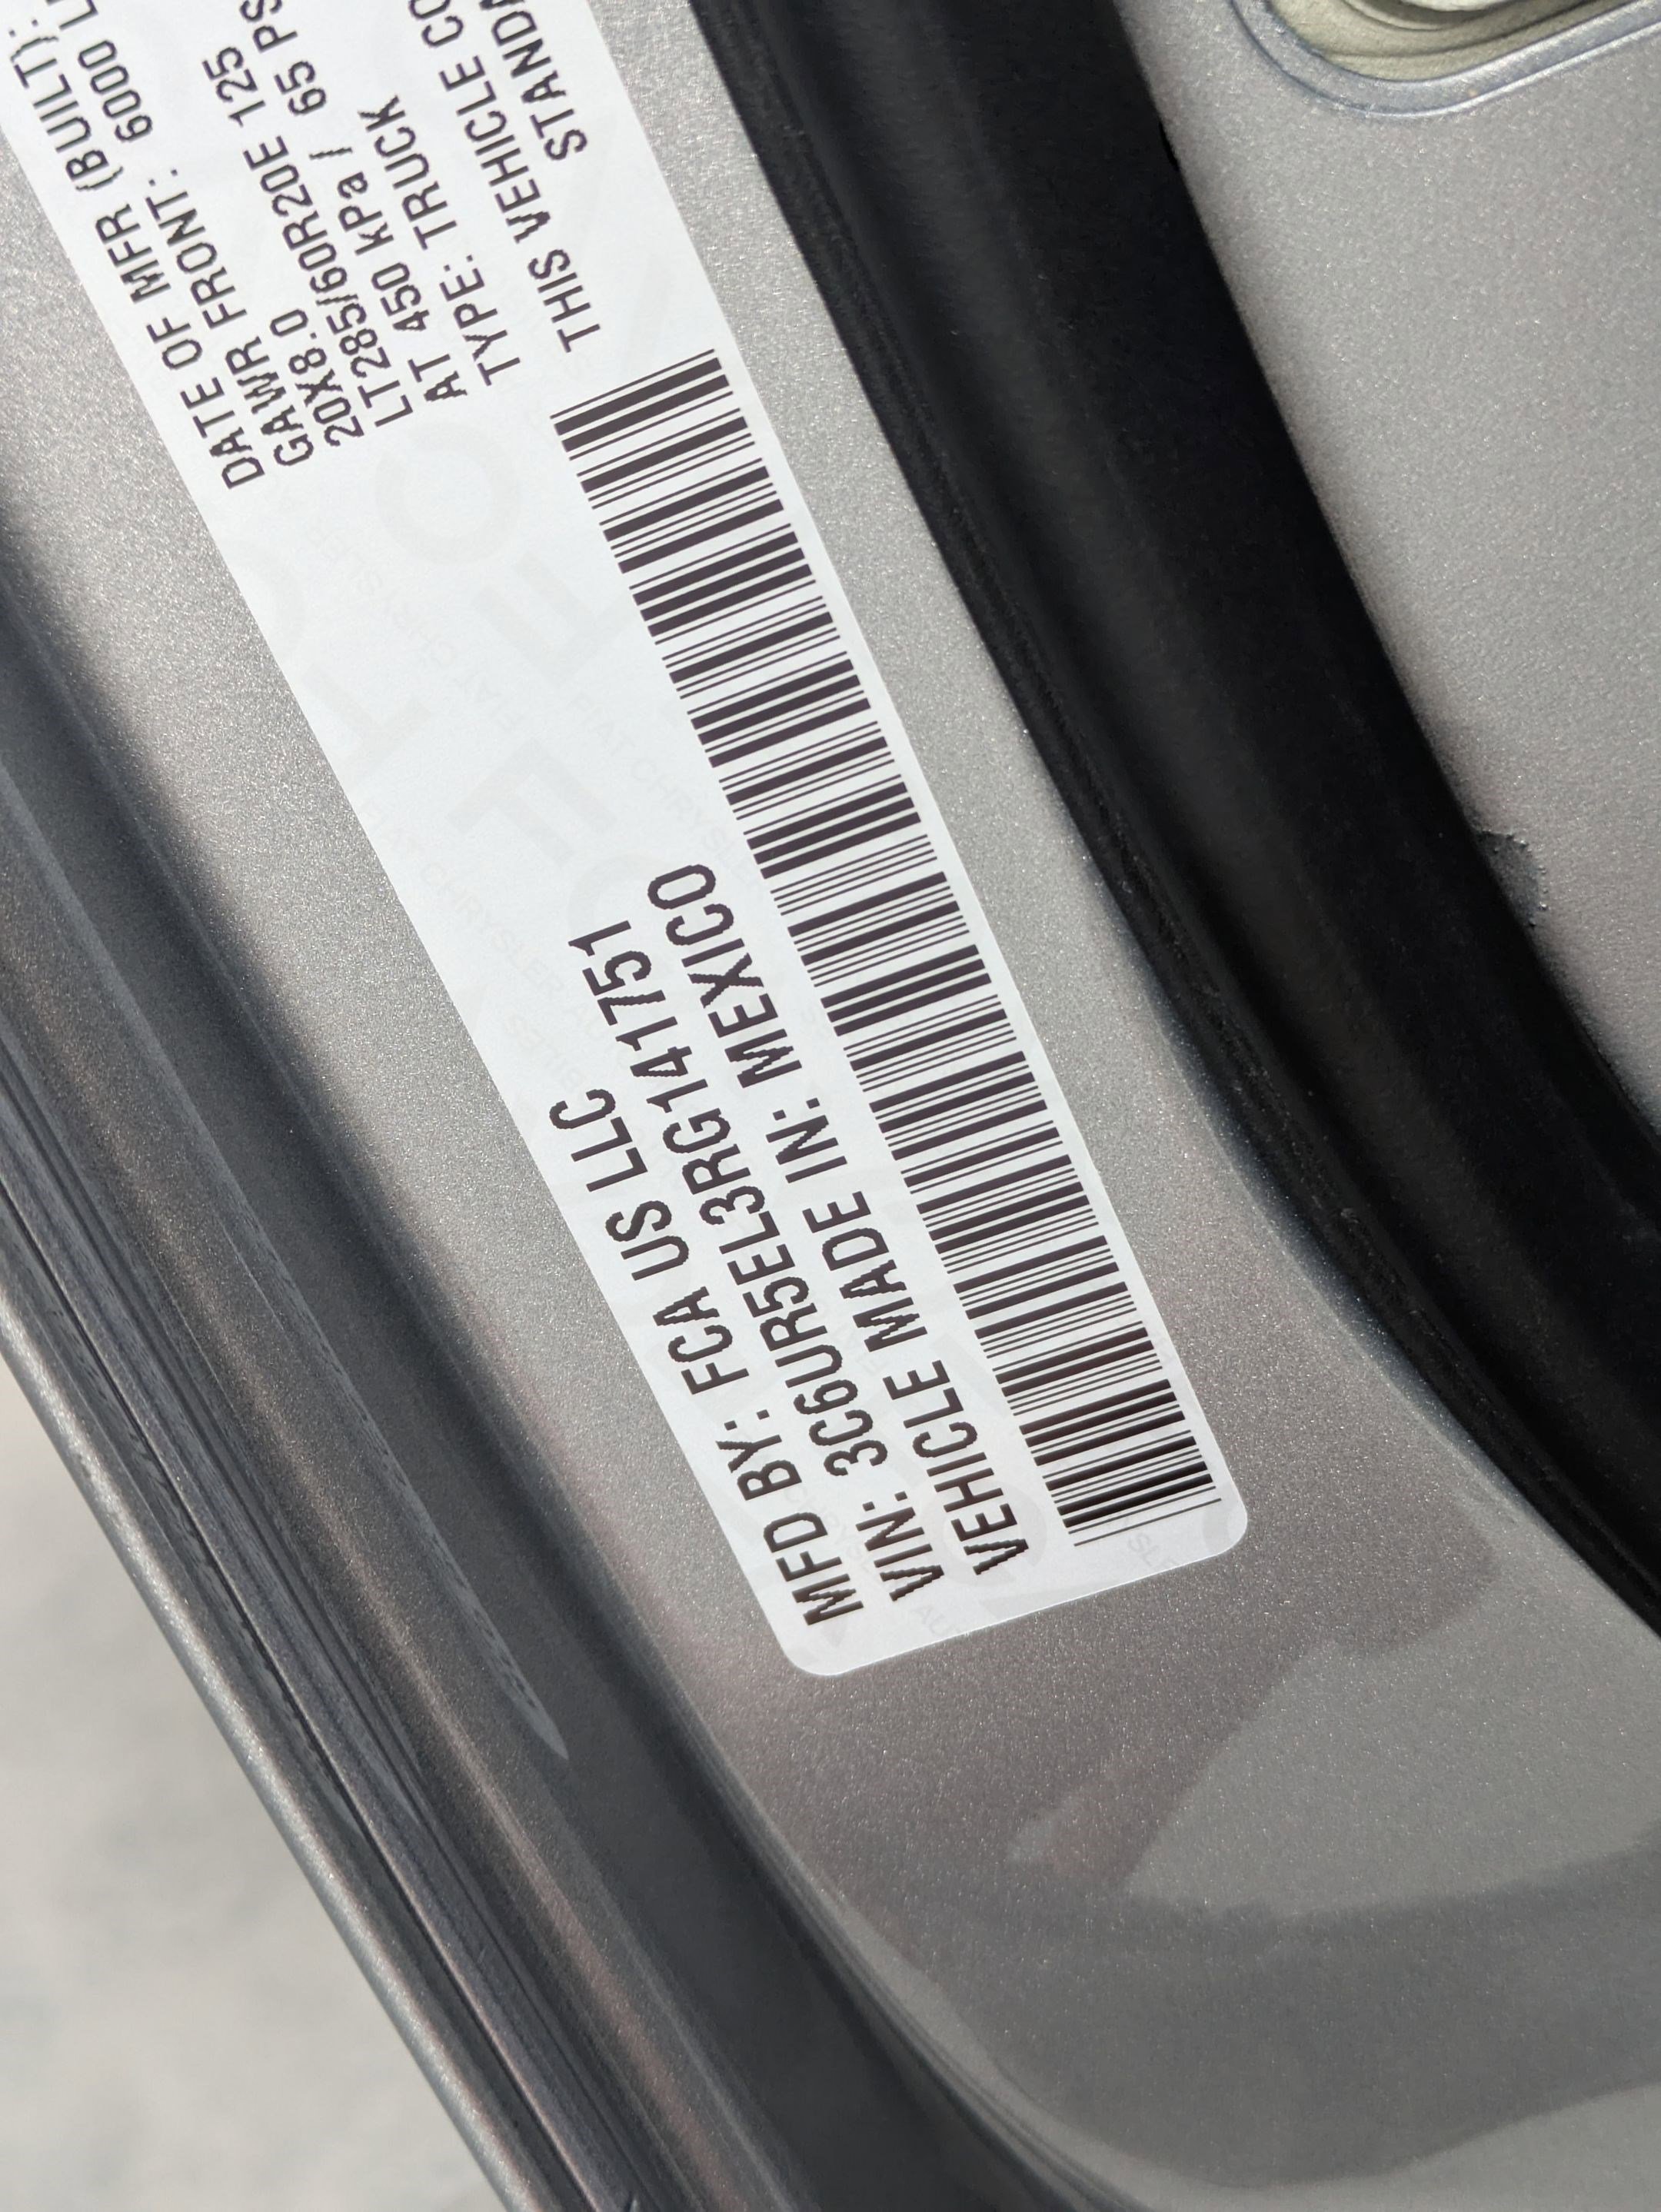 MFD BY: FCA US LLC
VIN: 3C6UR5EL3RG141751
VEHICLE MADE IN: MEXICO
DATE OF MFR (BUILT):
GAWR FRONT: 6000 L
20X8.0
LT285/60R20E 125
AT 450 kPa / 65 PS
TYPE: TRUCK
THIS VEHICLE CO
STANDA